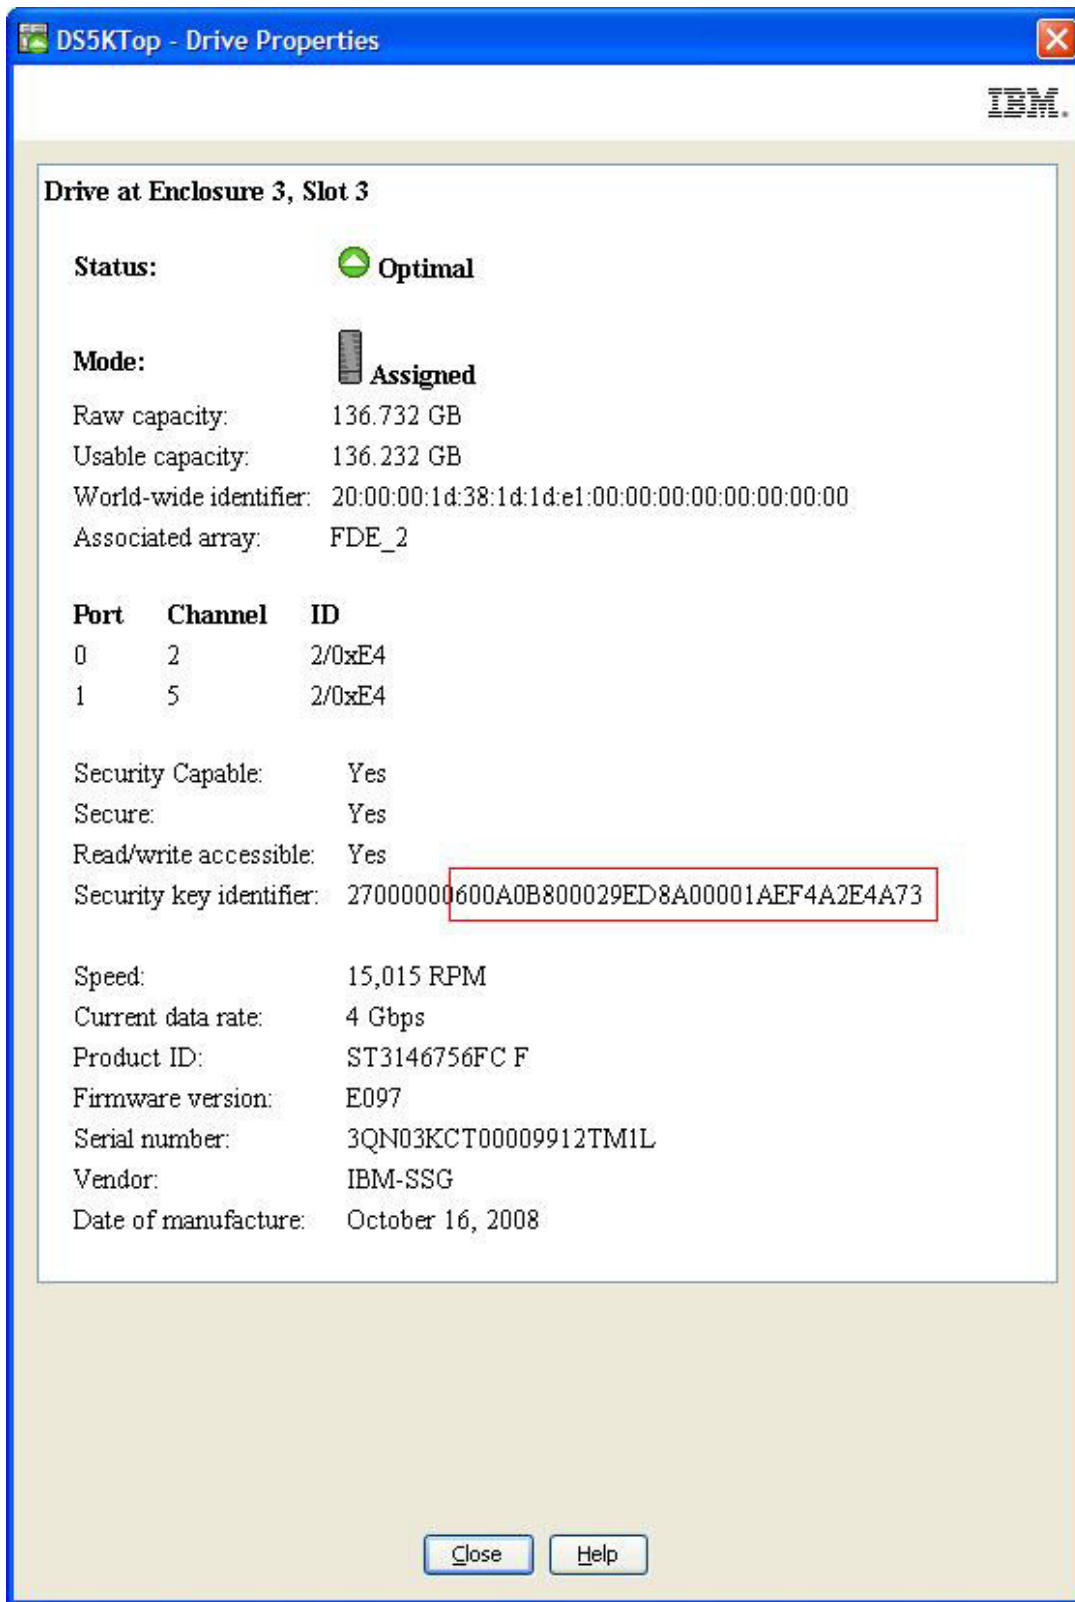 DS5KTop - Drive Properties
IBM.
Drive at Enclosure 3, Slot 3
Status: Optimal
Mode: Assigned
Raw capacity: 136.732 GB
Usable capacity: 136.232 GB
World-wide identifier: 20:00:00:1d:38:1d:1d:e1:00:00:00:00:00:00:00:00
Associated array: FDE_2
Port Channel ID
0 2 2/0xE4
1 5 2/0xE4
Security Capable: Yes
Secure: Yes
Read/write accessible: Yes
Security key identifier: 27000000600A0B800029ED8A00001AEF4A2E4A73
Speed: 15,015 RPM
Current data rate: 4 Gbps
Product ID: ST3146756FC F
Firmware version: E097
Serial number: 3QN03KCT00009912TM1L
Vendor: IBM-SSG
Date of manufacture: October 16, 2008
Close Help